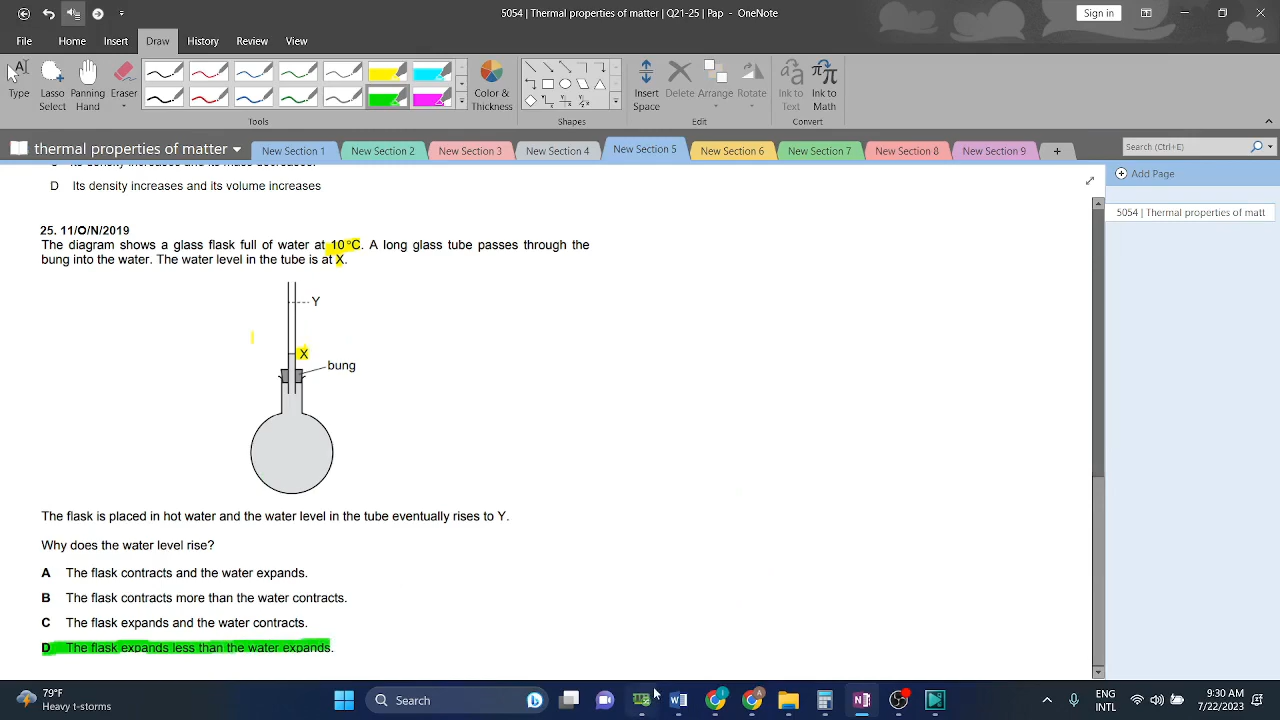 5054 | Thermal properties of matter | Q21-25 | Pap - OneNote
Sign in
File Home Insert Draw History Review View
Type
Lasso Select
Panning Hand
Eraser
Color & Thickness
Insert Space
Delete
Arrange
Rotate
Ink to Text
Ink to Math
Tools
Shapes
Edit
Convert
thermal properties of matter
New Section 1
New Section 2
New Section 3
New Section 4
New Section 5
New Section 6
New Section 7
New Section 8
New Section 9
Search (Ctrl+E)
Add Page
5054 | Thermal properties of matt
D Its density increases and its volume increases
25. 11/O/N/2019
The diagram shows a glass flask full of water at 10°C. A long glass tube passes through the
bung into the water. The water level in the tube is at X.
Y
X
bung
The flask is placed in hot water and the water level in the tube eventually rises to Y.
Why does the water level rise?
A The flask contracts and the water expands.
B The flask contracts more than the water contracts.
C The flask expands and the water contracts.
D The flask expands less than the water expands.
79°F
Heavy t-storms
Search
ENG
INTL
9:30 AM
7/22/2023